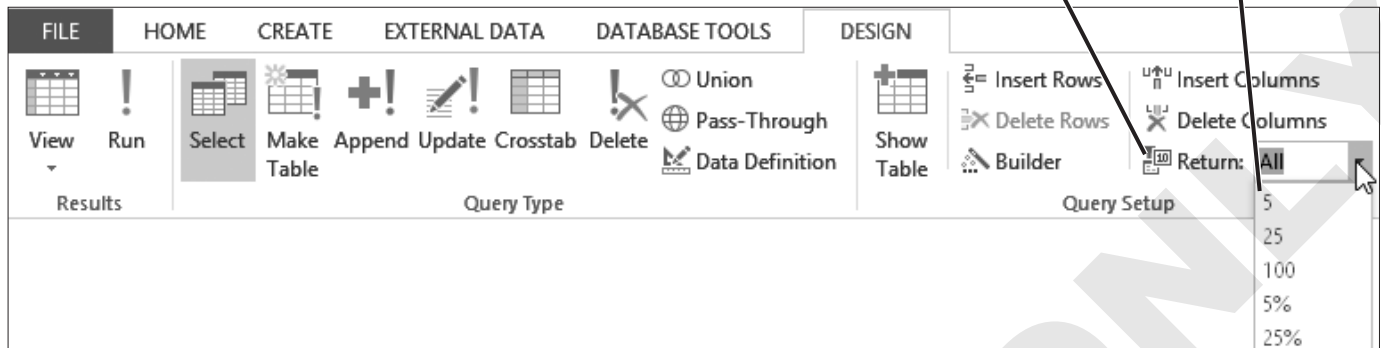 FILE HOME CREATE EXTERNAL DATA DATABASE TOOLS DESIGN
View Run Select Make Table Append Update Crosstab Delete
Union
Pass-Through
Data Definition
Show Table
Insert Rows
Delete Rows
Builder
Insert Columns
Delete Columns
10 Return: All
Results Query Type Query Setup
5
25
100
5%
25%
ONLY